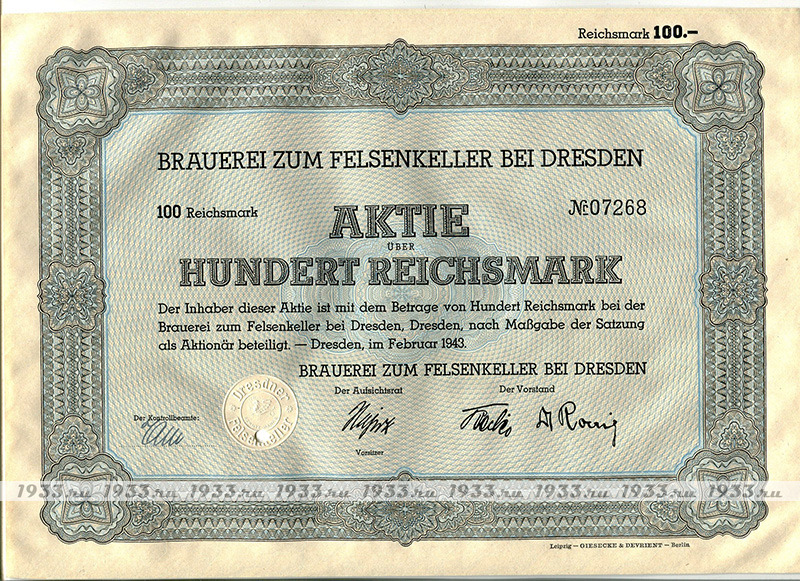 Reichsmark 100.–
BRAUEREI ZUM FELSENKELLER BEI DRESDEN
100 Reichsmark
AKTIE
№ 07268
ÜBER
HUNDERT REICHSMARK
Der Inhaber dieser Aktie ist mit dem Betrage von Hundert Reichsmark bei der
Brauerei zum Felsenkeller bei Dresden, Dresden, nach Maßgabe der Satzung
als Aktionär beteiligt. — Dresden, im Februar 1943.
BRAUEREI ZUM FELSENKELLER BEI DRESDEN
Der Aufsichtsrat
Der Vorstand
Dresdner
Felsenkeller
Der Kontrollbeamte:
Vorsitzer
1933.ru 1933.ru 1933.ru 1933.ru 1933.ru 1933.ru 1933.ru 1933.ru 1933.ru
Leipzig — GIESECKE & DEVRIENT — Berlin